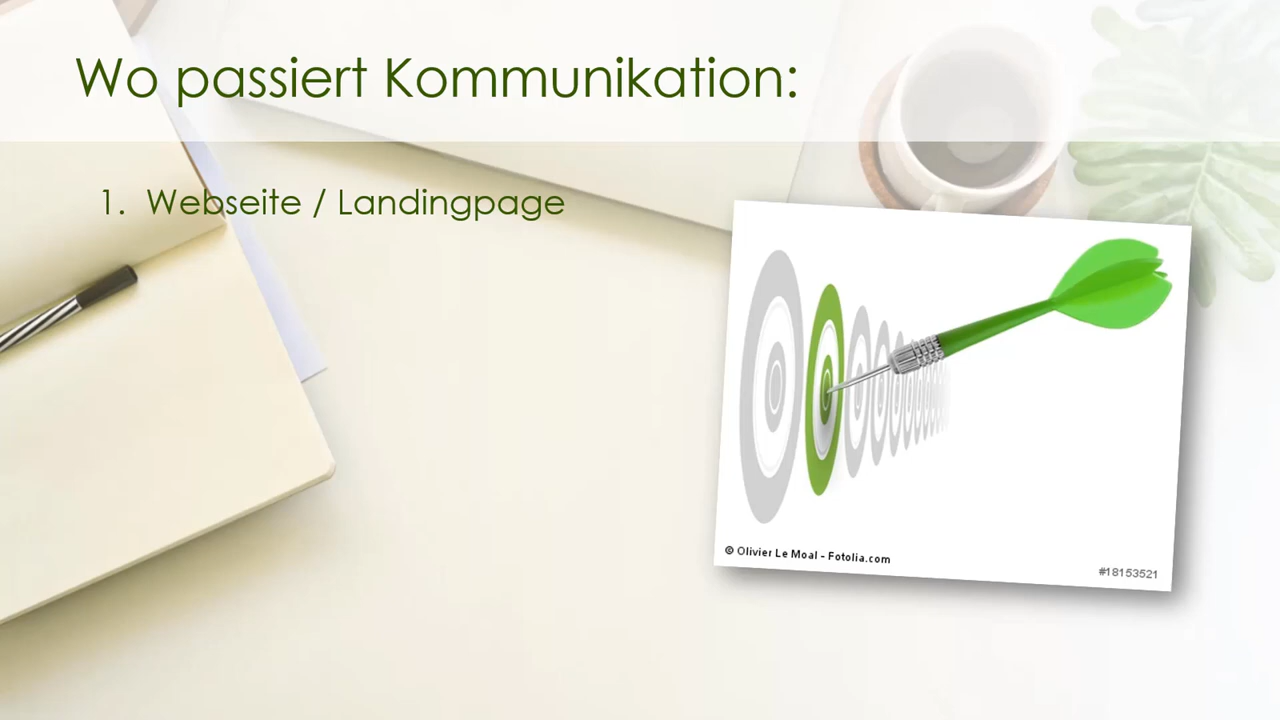 Wo passiert Kommunikation:
1. Webseite / Landingpage
© Olivier Le Moal - Fotolia.com
#18153521